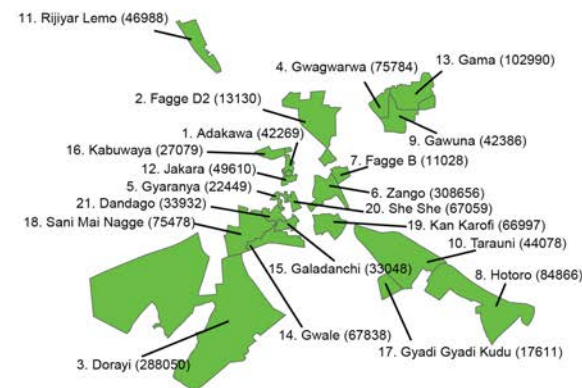 11. Rijiyar Lemo (46988)
13. Gama (102990)
4. Gwagwarwa (75784)
2. Fagge D2 (13130)
9. Gawuna (42386)
1. Adakawa (42269)
16. Kabuwaya (27079)
7. Fagge B (11028)
12. Jakara (49610)
5. Gyaranya (22449)
6. Zango (308656)
21. Dandago (33932)
20. She She (67059)
18. Sani Mai Nagge (75478)
19. Kan Karofi (66997)
10. Tarauni (44078)
15. Galadanchi (33048)
8. Hotoro (84866)
14. Gwale (67838)
17. Gyadi Gyadi Kudu (17611)
3. Dorayi (288050)